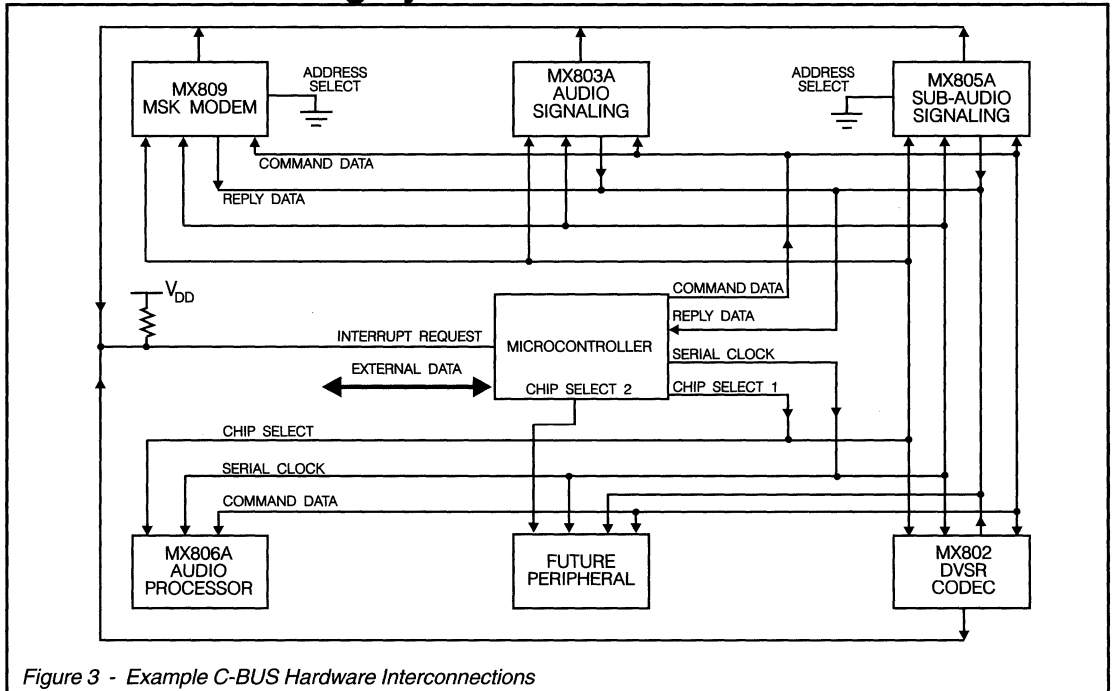 MX809
MSK MODEM
ADDRESS
SELECT
MX803A
AUDIO
SIGNALING
ADDRESS
SELECT
MX805A
SUB-AUDIO
SIGNALING
COMMAND DATA
REPLY DATA
VDD
INTERRUPT REQUEST
EXTERNAL DATA
MICROCONTROLLER
CHIP SELECT 2
COMMAND DATA
REPLY DATA
SERIAL CLOCK
CHIP SELECT 1
CHIP SELECT
SERIAL CLOCK
COMMAND DATA
MX806A
AUDIO
PROCESSOR
FUTURE
PERIPHERAL
MX802
DVSR
CODEC
Figure 3 - Example C-BUS Hardware Interconnections